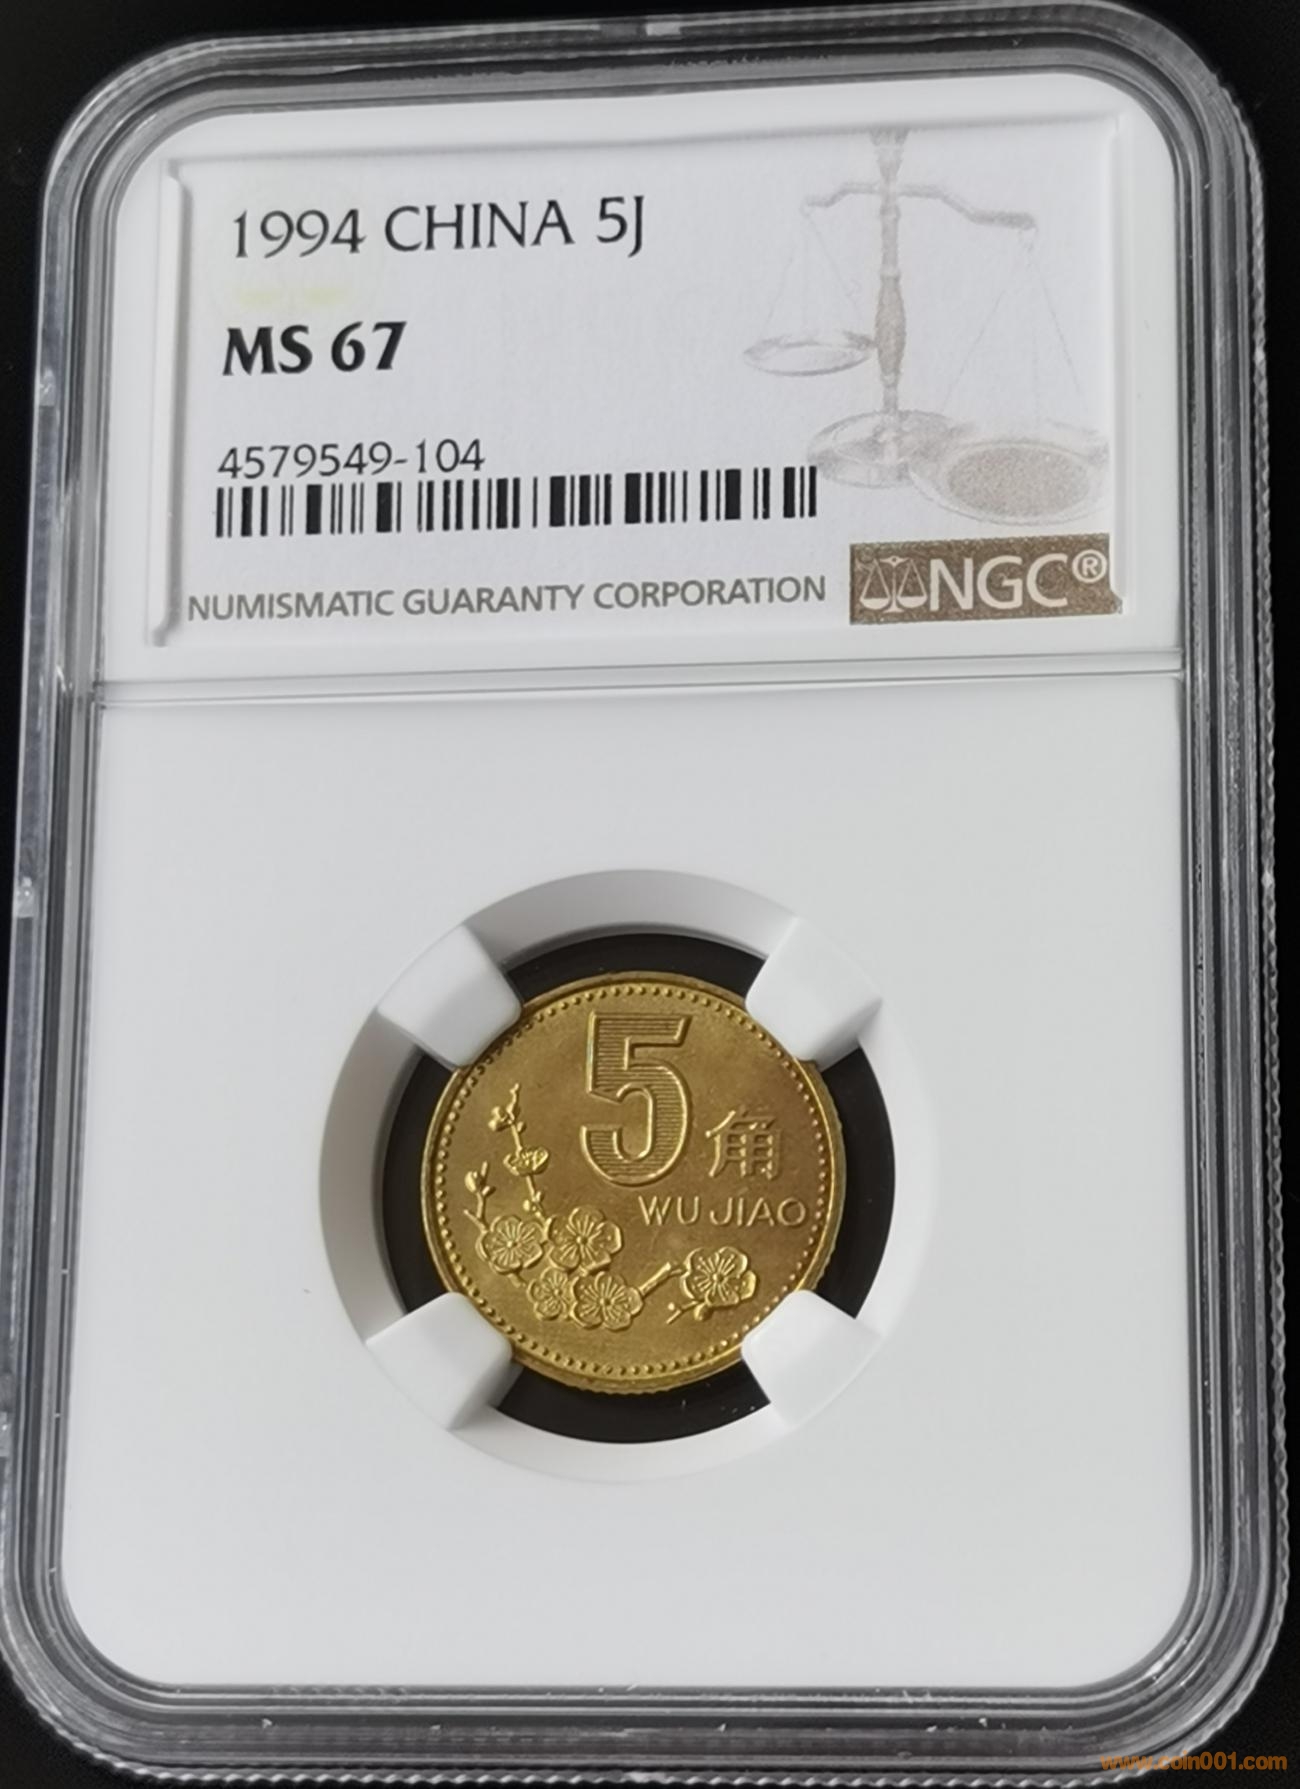 1994 CHINA 5J
MS 67
4579549-104
NUMISMATIC GUARANTY CORPORATION
NGC®
5角
WU JIAO
www.coin001.com